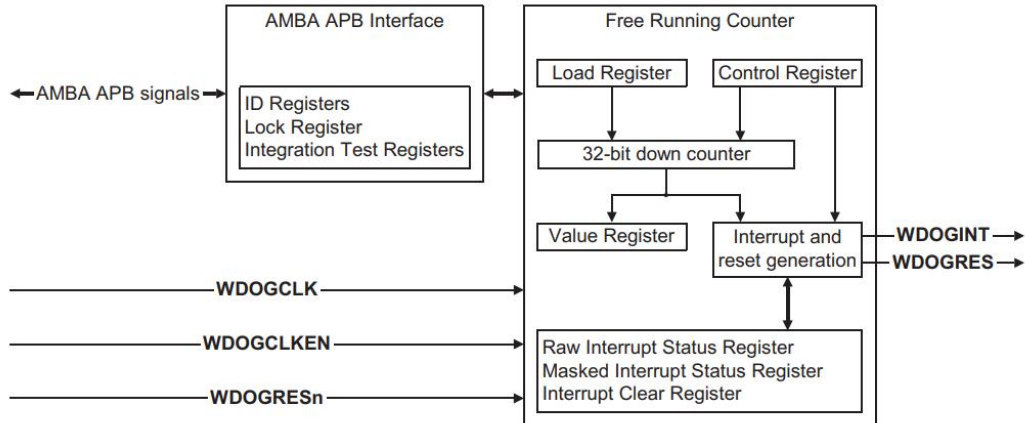 AMBA APB Interface
Free Running Counter
Load Register
Control Register
AMBA APB signals
ID Registers
Lock Register
Integration Test Registers
32-bit down counter
Value Register
Interrupt and
reset generation
WDOGINT
WDOGRES
WDOGCLK
WDOGCLKEN
WDOGRESn
Raw Interrupt Status Register
Masked Interrupt Status Register
Interrupt Clear Register